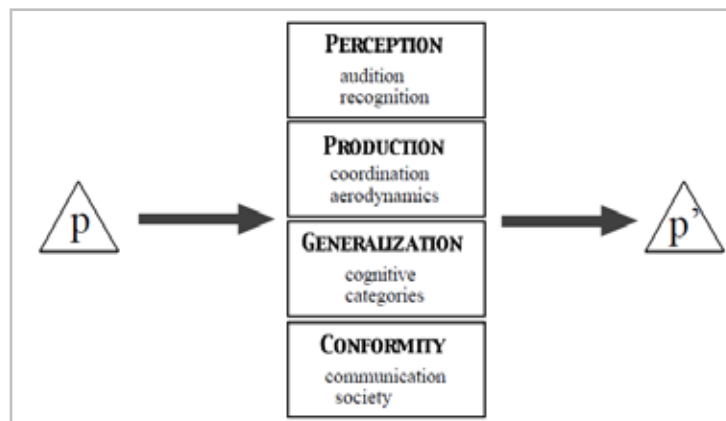 PERCEPTION
audition
recognition
PRODUCTION
coordination
aerodynamics
p
p’
GENERALIZATION
cognitive
categories
CONFORMITY
communication
society